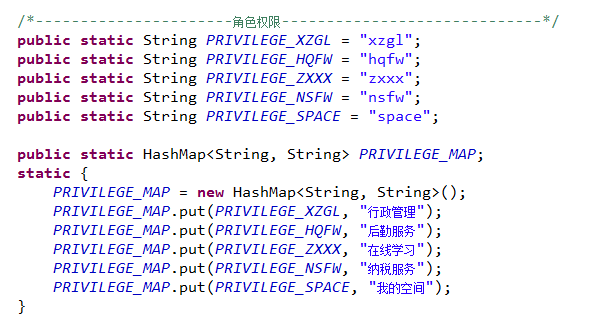 /*---------------------角色权限----------------------------*/
public static String PRIVILEGE_XZGL = "xzgl";
public static String PRIVILEGE_HQFW = "hqfw";
public static String PRIVILEGE_ZXXX = "zxxx";
public static String PRIVILEGE_NSFW = "nsfw";
public static String PRIVILEGE_SPACE = "space";
public static HashMap<String, String> PRIVILEGE_MAP;
static {
PRIVILEGE_MAP = new HashMap<String, String>();
PRIVILEGE_MAP.put(PRIVILEGE_XZGL, "行政管理");
PRIVILEGE_MAP.put(PRIVILEGE_HQFW, "后勤服务");
PRIVILEGE_MAP.put(PRIVILEGE_ZXXX, "在线学习");
PRIVILEGE_MAP.put(PRIVILEGE_NSFW, "纳税服务");
PRIVILEGE_MAP.put(PRIVILEGE_SPACE, "我的空间");
}